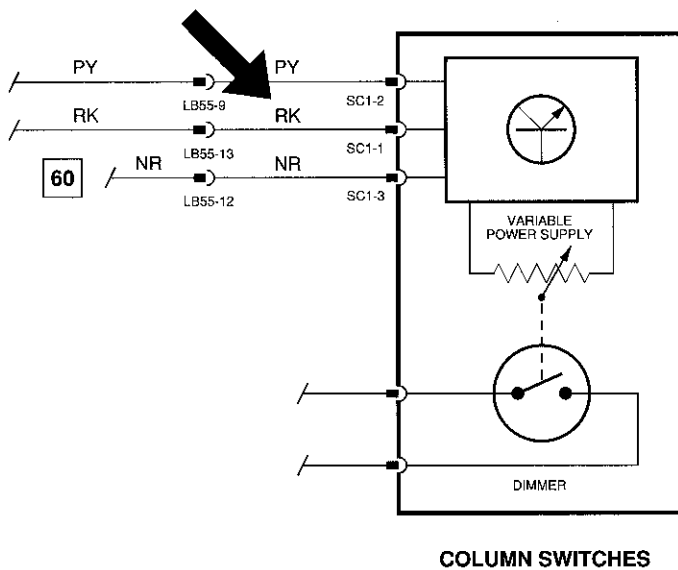 PY PY
LB55-9 SC1-2
RK RK
LB55-13 SC1-1
60 NR NR
LB55-12 SC1-3
VARIABLE
POWER SUPPLY
DIMMER
COLUMN SWITCHES